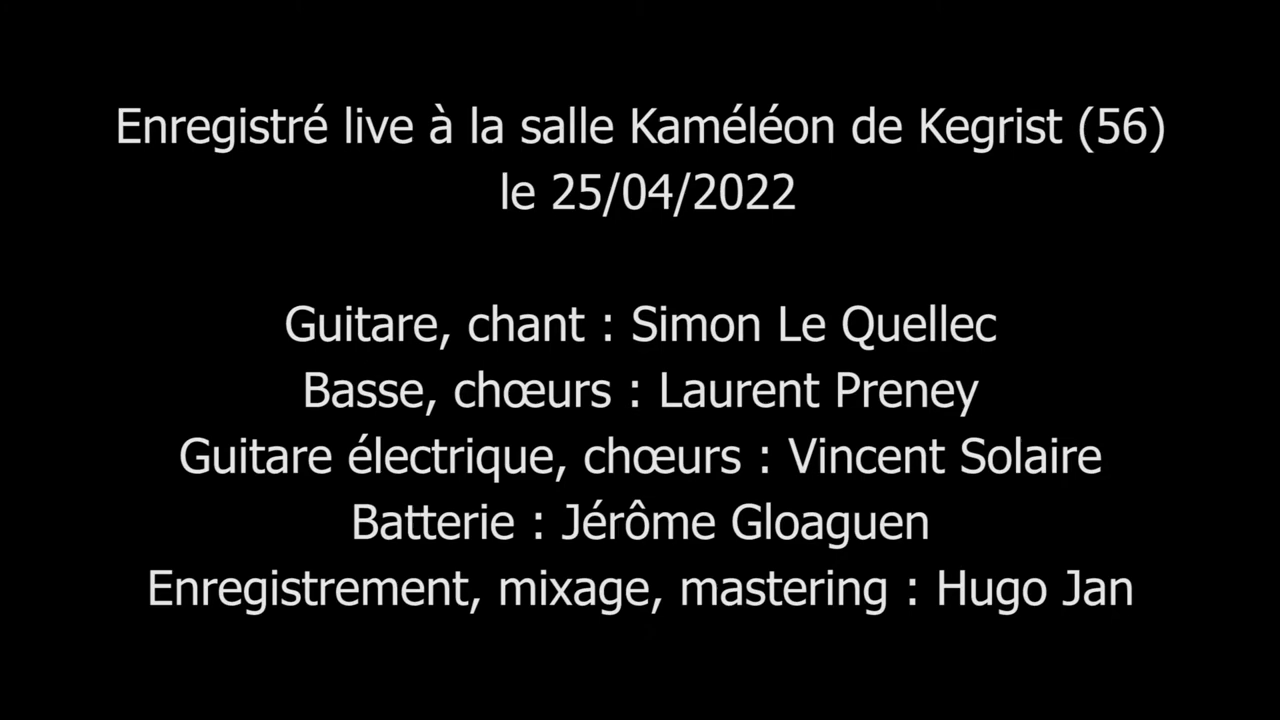 Enregistré live à la salle Kaméléon de Kegrist (56)
le 25/04/2022
Guitare, chant : Simon Le Quellec
Basse, chœurs : Laurent Preney
Guitare électrique, chœurs : Vincent Solaire
Batterie : Jérôme Gloaguen
Enregistrement, mixage, mastering : Hugo Jan